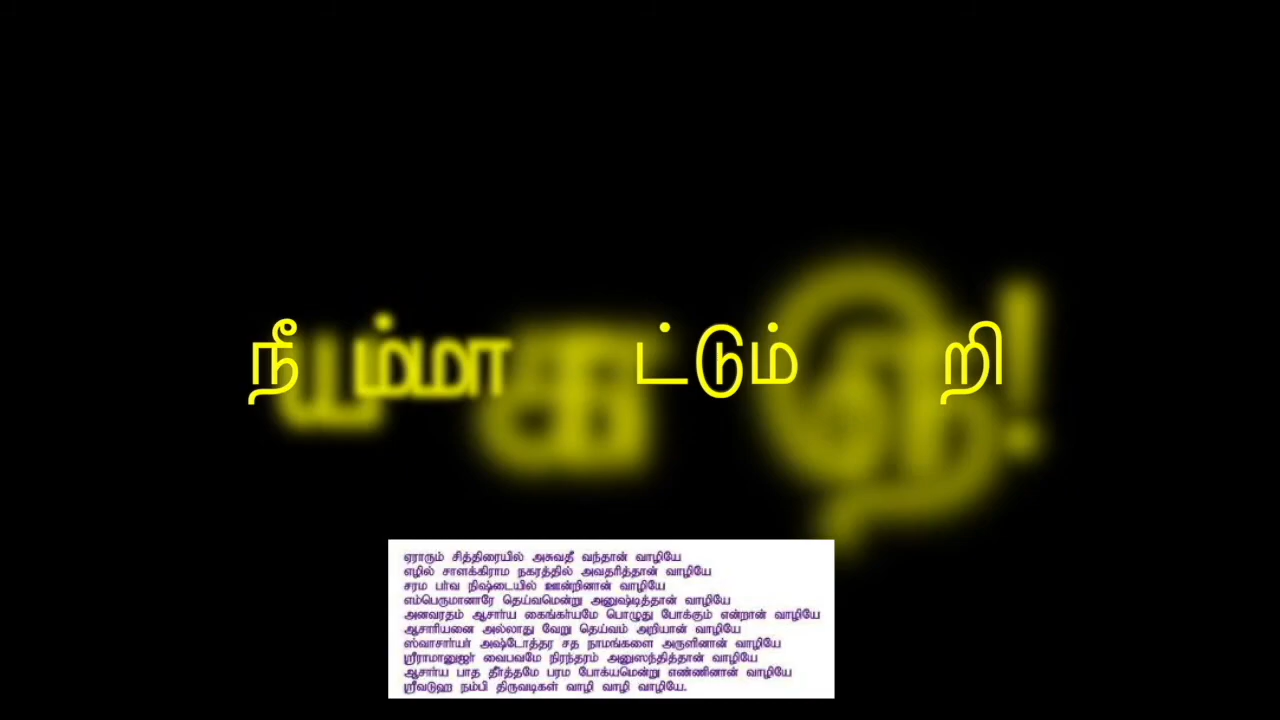 நீயம்மா
ஏராரும் சித்திரையில் அசுவதீ வந்தான் வாழியே
எழில் சாளக்கிராம நகரத்தில் அவதரித்தான் வாழியே
சரம பர்வ நிஷ்டையில் ஊன்றினான் வாழியே
எம்பெருமானாரே தெய்வமென்று அனுஷ்டித்தான் வாழியே
அனவரதம் ஆசார்ய கைங்கர்யமே பொழுது போக்கும் என்றான் வாழியே
ஆசாரியனை அல்லாது வேறு தெய்வம் அறியான் வாழியே
ஸ்வாசார்யர் அஷ்டோத்தர சத நாமங்களை அருளினான் வாழியே
ஸ்ரீராமானுஜர் வைபவமே நிரந்தரம் அனுஸந்தித்தான் வாழியே
ஆசார்ய பாத தீர்த்தமே பரம போக்யமென்று எண்ணினான் வாழியே
ஸ்ரீவடுஹ நம்பி திருவடிகள் வாழி வாழி வாழியே.